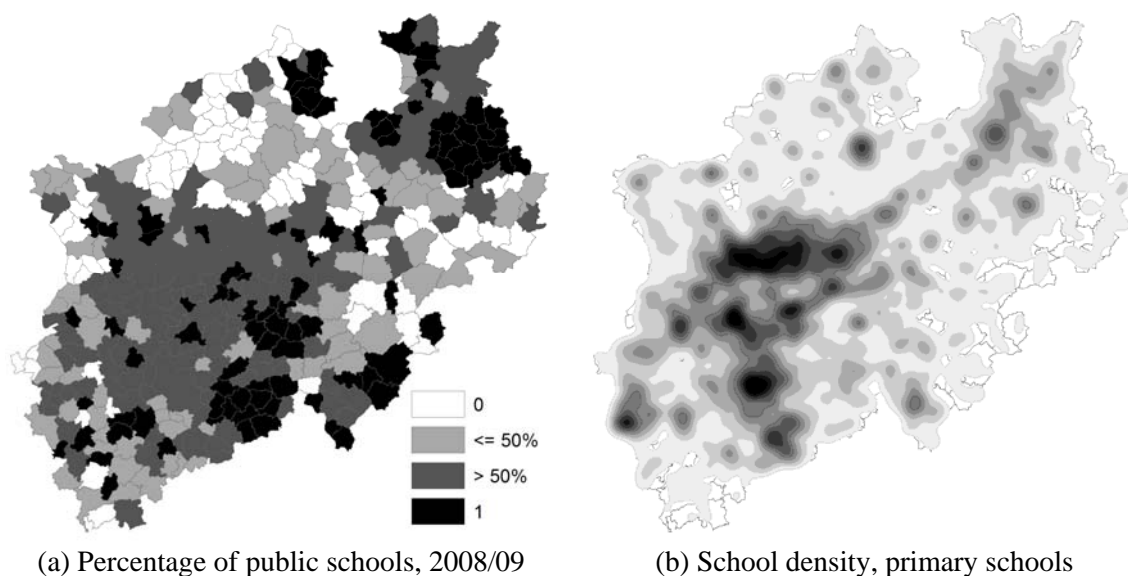 0
<= 50%
> 50%
1
(a) Percentage of public schools, 2008/09
(b) School density, primary schools